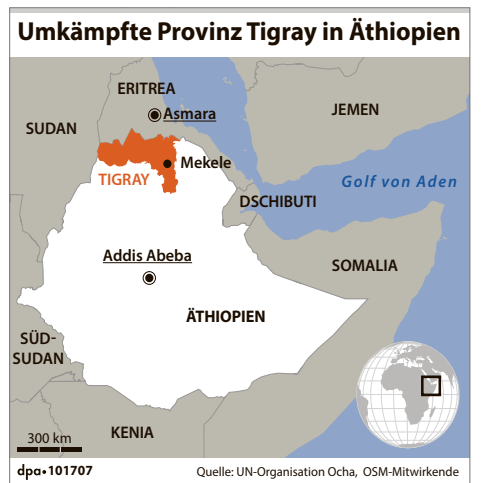 Umkämpfte Provinz Tigray in Äthiopien
ERITREA
Asmara
JEMEN
SUDAN
Mekele
TIGRAY
Golf von Aden
DSCHIBUTI
Addis Abeba
SOMALIA
ÄTHIOPIEN
SÜD-
SUDAN
KENIA
300 km
dpa•101707
Quelle: UN-Organisation Ocha, OSM-Mitwirkende